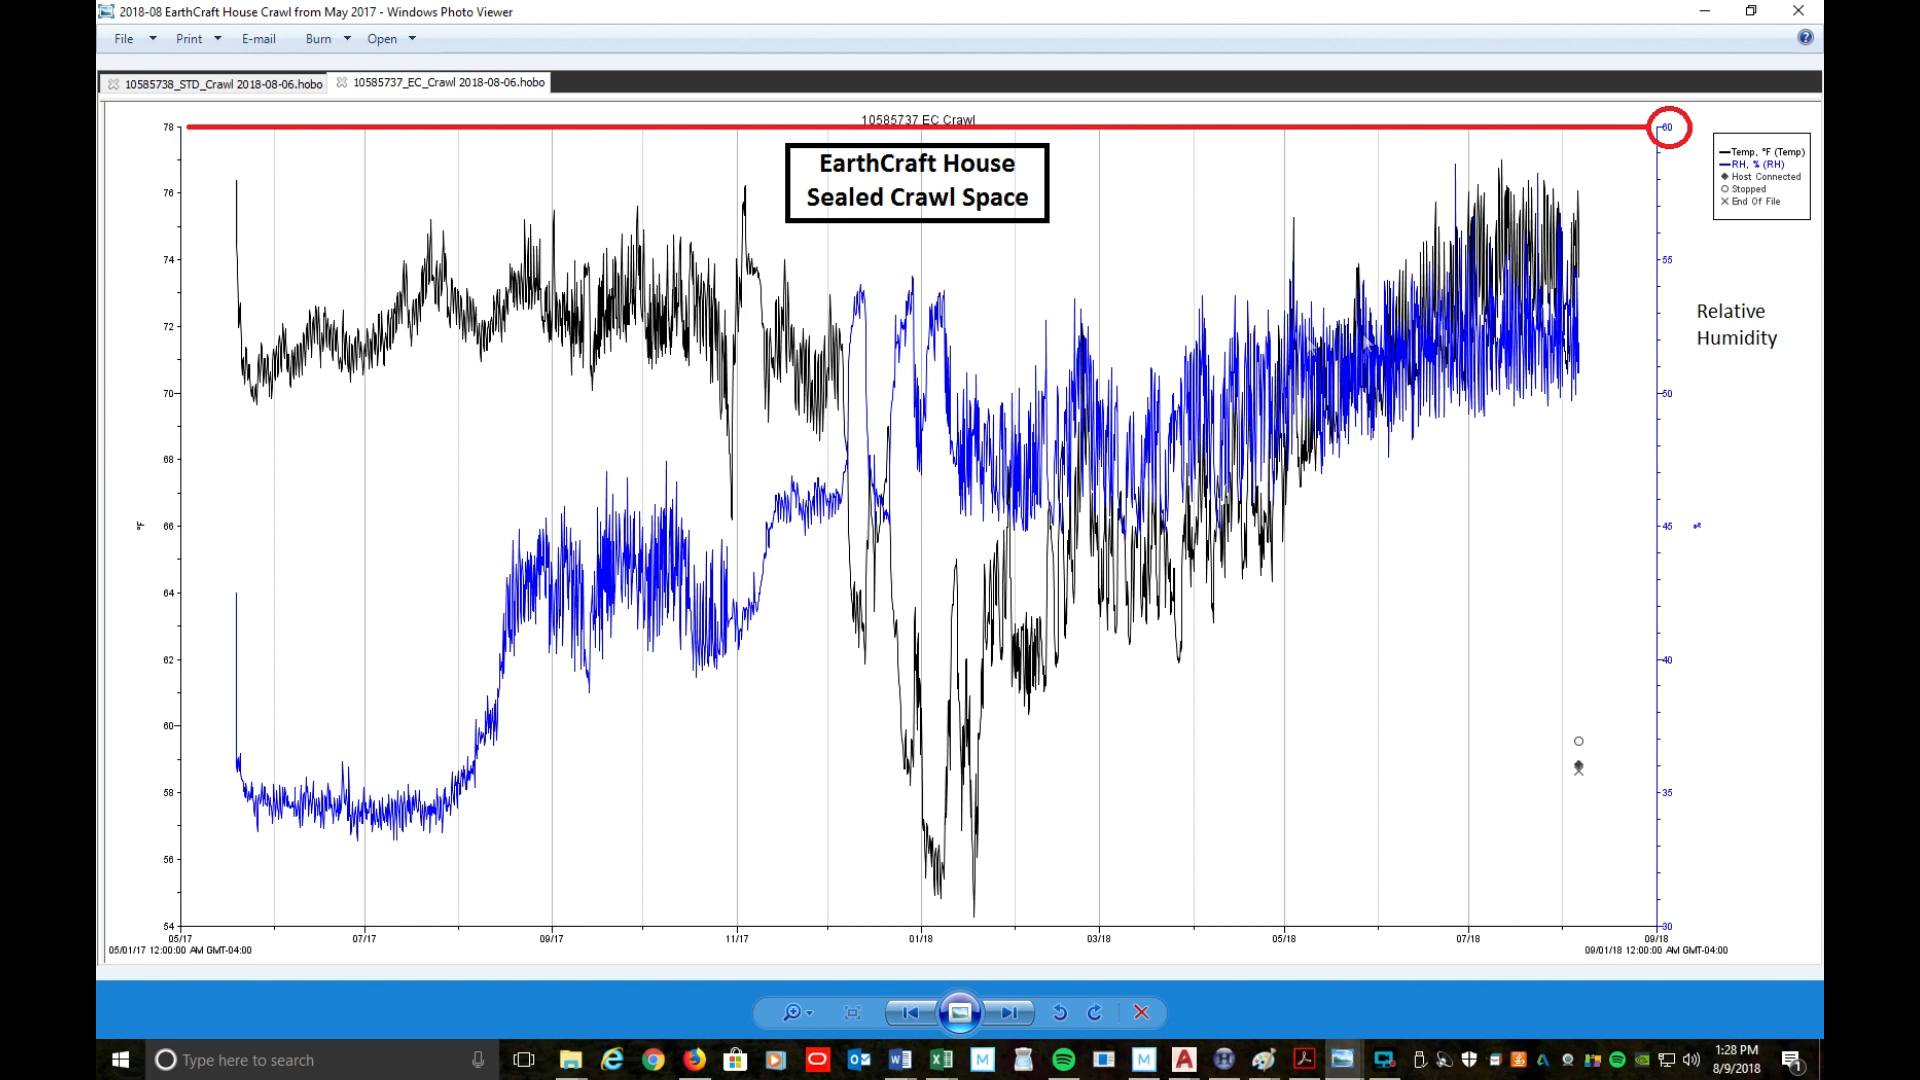 2018-08 EarthCraft House Crawl from May 2017 - Windows Photo Viewer
File Print E-mail Burn Open
10585738_STD_Crawl 2018-08-06.hobo 10585737_EC_Crawl 2018-08-06.hobo
10585737 EC Crawl
EarthCraft House
Sealed Crawl Space
78
76
74
72
70
68
66
64
62
60
58
56
54
°F
60
55
50
45
40
35
30
%
Temp, °F (Temp)
RH, % (RH)
Host Connected
Stopped
End Of File
Relative
Humidity
05/17 07/17 09/17 11/17 01/18 03/18 05/18 07/18 09/18
05/01/17 12:00:00 AM GMT-04:00 09/01/18 12:00:00 AM GMT-04:00
Type here to search
1:28 PM
8/9/2018